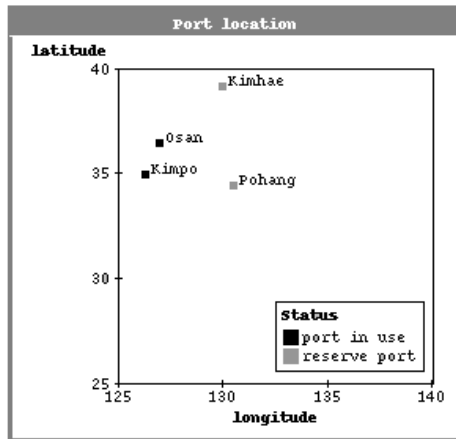 Port location
latitude
40
Kimhae
Osan
35
Kimpo
Pohang
30
Status
port in use
reserve port
25
125
130
135
140
longitude